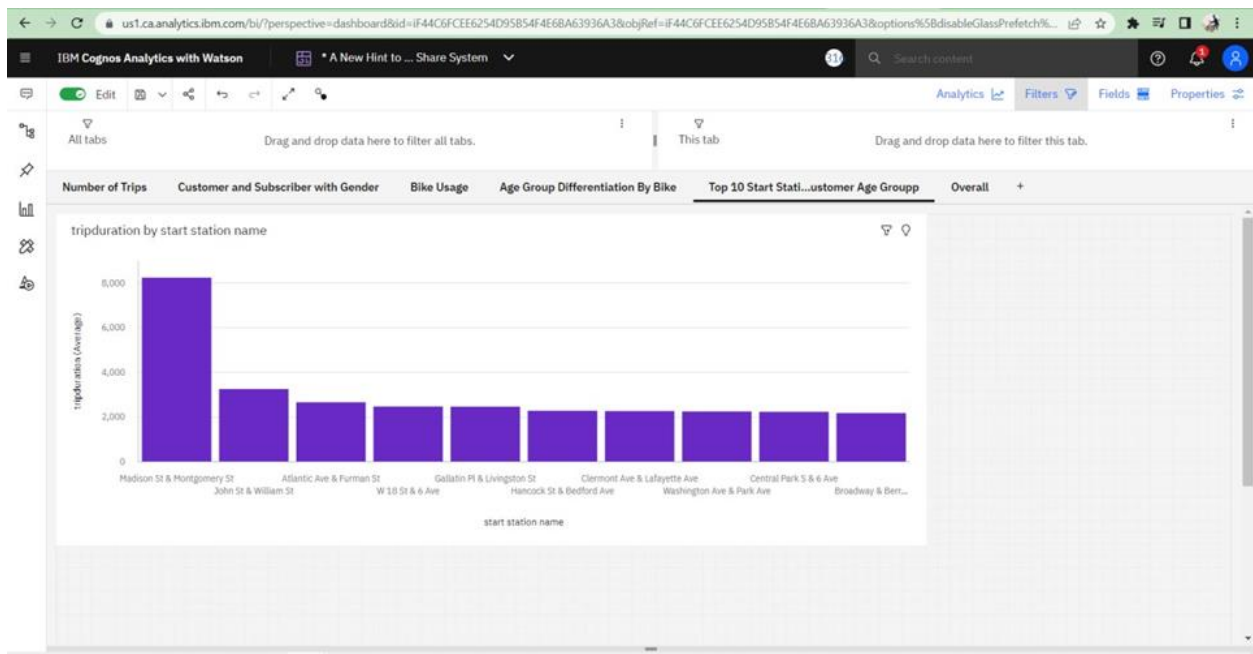 us1.ca.analytics.ibm.com/bi/?perspective=dashboard&id=iF44C6FCEE6254D95B54F4E6BA63936A3&objRef=iF44C6FCEE6254D95B54F4E6BA63936A3&options%5BdisableGlassPrefetch%...
IBM Cognos Analytics with Watson
* A New Hint to ... Share System
Search content
1
Edit
Analytics
Filters
Fields
Properties
All tabs
Drag and drop data here to filter all tabs.
This tab
Drag and drop data here to filter this tab.
Number of Trips
Customer and Subscriber with Gender
Bike Usage
Age Group Differentiation By Bike
Top 10 Start Stati...ustomer Age Groupp
Overall
+
tripduration by start station name
8,000
6,000
4,000
2,000
0
tripduration (Average)
Madison St & Montgomery St
John St & William St
Atlantic Ave & Furman St
W 18 St & 6 Ave
Gallatin Pl & Livingston St
Hancock St & Bedford Ave
Clermont Ave & Lafayette Ave
Washington Ave & Park Ave
Central Park S & 6 Ave
Broadway & Berr...
start station name